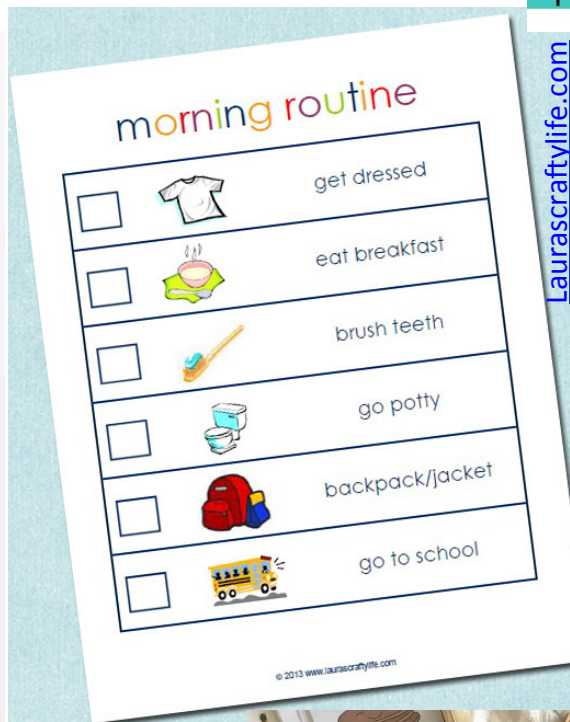 morning routine
get dressed
eat breakfast
brush teeth
go potty
backpack/jacket
go to school
© 2013 www.laurascraftylife.com
Laurascraftylife.com